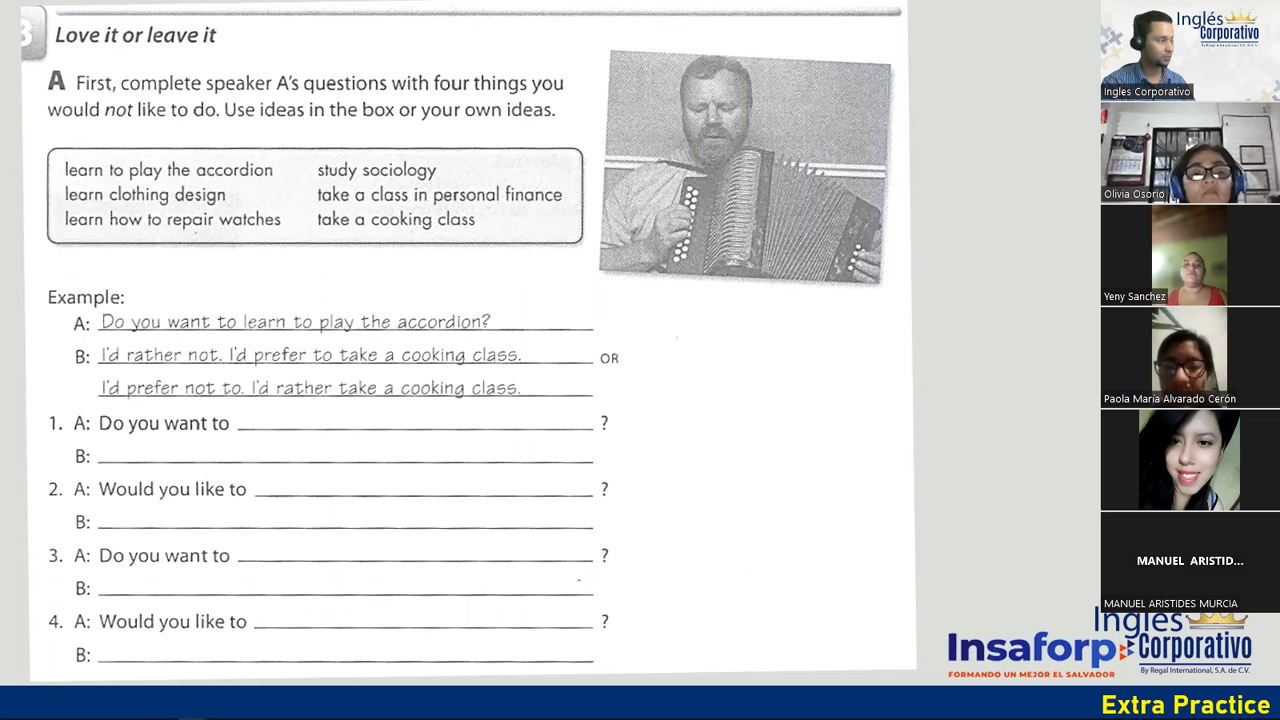 3
Love it or leave it
A First, complete speaker A's questions with four things you
would not like to do. Use ideas in the box or your own ideas.
learn to play the accordion study sociology
learn clothing design take a class in personal finance
learn how to repair watches take a cooking class
Example:
A: Do you want to learn to play the accordion?
B: I'd rather not. I'd prefer to take a cooking class. OR
I'd prefer not to. I'd rather take a cooking class.
1. A: Do you want to ?
B:
2. A: Would you like to ?
B:
3. A: Do you want to ?
B:
4. A: Would you like to ?
B:
Inglés
Corporativo
By Regal International, S.A. de C.V.
Ingles Corporativo
Olivia Osorio
Yeny Sanchez
Paola María Alvarado Cerón
MANUEL ARISTID...
MANUEL ARISTIDES MURCIA
Insaforp
FORMANDO UN MEJOR EL SALVADOR
Inglés
Corporativo
By Regal International, S.A. de C.V.
Extra Practice